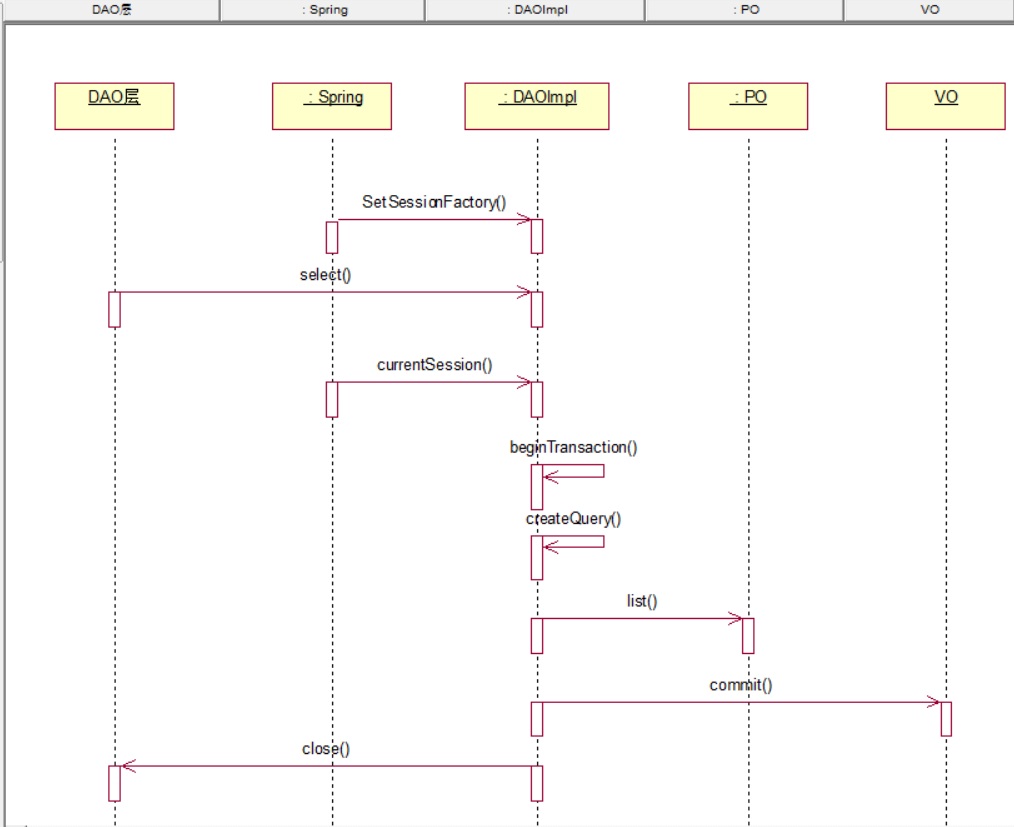 DAO层
: Spring
: DAOImpl
: PO
VO
DAO层
: Spring
: DAOImpl
: PO
VO
SetSessionFactory()
select()
currentSession()
beginTransaction()
createQuery()
list()
commit()
close()